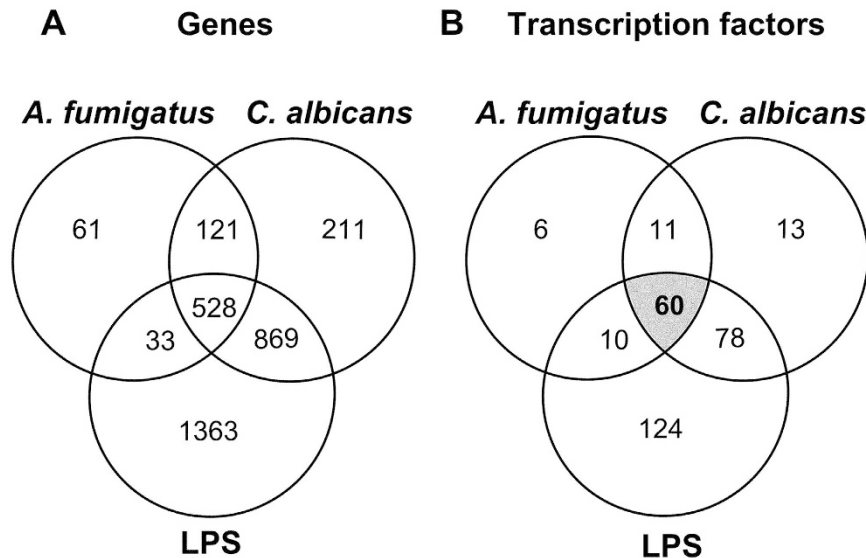 A Genes
B Transcription factors
A. fumigatus C. albicans
A. fumigatus C. albicans
61 121 211
6 11 13
528
60
33 869
10 78
1363
124
LPS
LPS